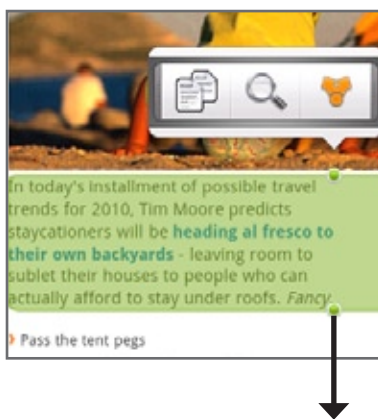 In today's installment of possible travel
trends for 2010, Tim Moore predicts
staycationers will be heading al fresco to
their own backyards - leaving room to
sublet their houses to people who can
actually afford to stay under roofs. Fancy.
Pass the tent pegs